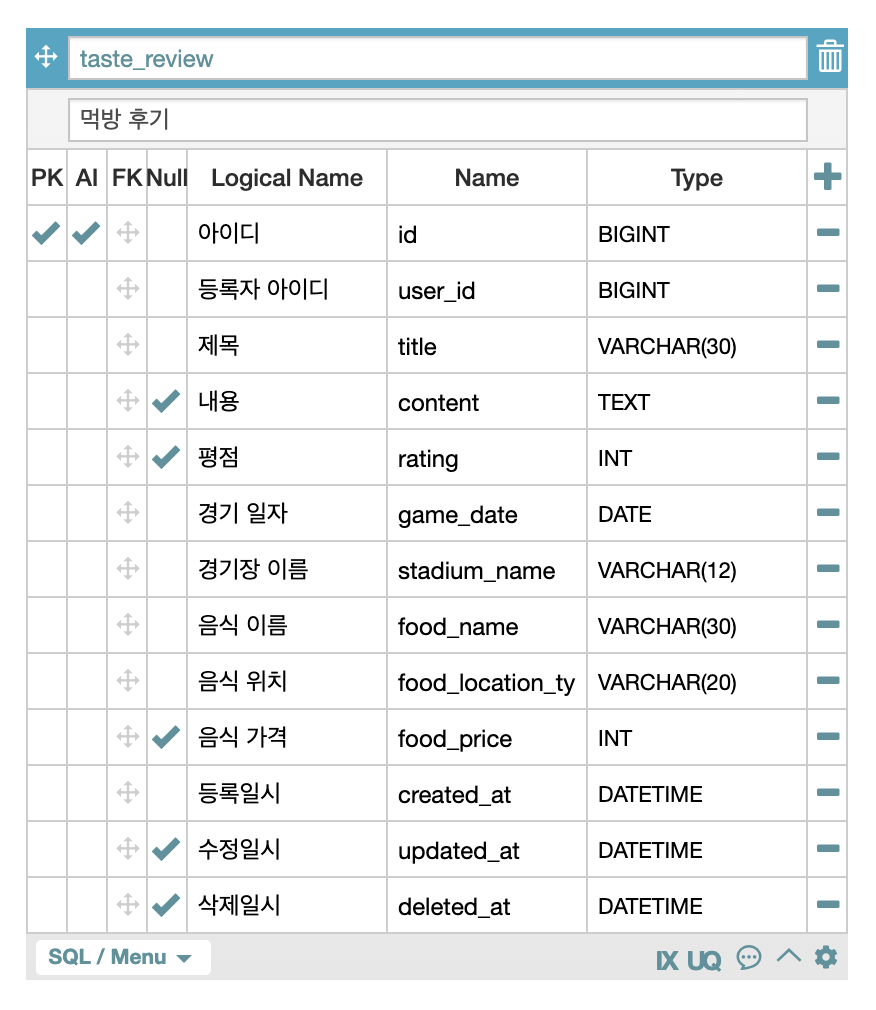 taste_review
먹방 후기
PK AI FK Null Logical Name Name Type
아이디 id BIGINT
등록자 아이디 user_id BIGINT
제목 title VARCHAR(30)
내용 content TEXT
평점 rating INT
경기 일자 game_date DATE
경기장 이름 stadium_name VARCHAR(12)
음식 이름 food_name VARCHAR(30)
음식 위치 food_location_ty VARCHAR(20)
음식 가격 food_price INT
등록일시 created_at DATETIME
수정일시 updated_at DATETIME
삭제일시 deleted_at DATETIME
SQL / Menu IX UQ